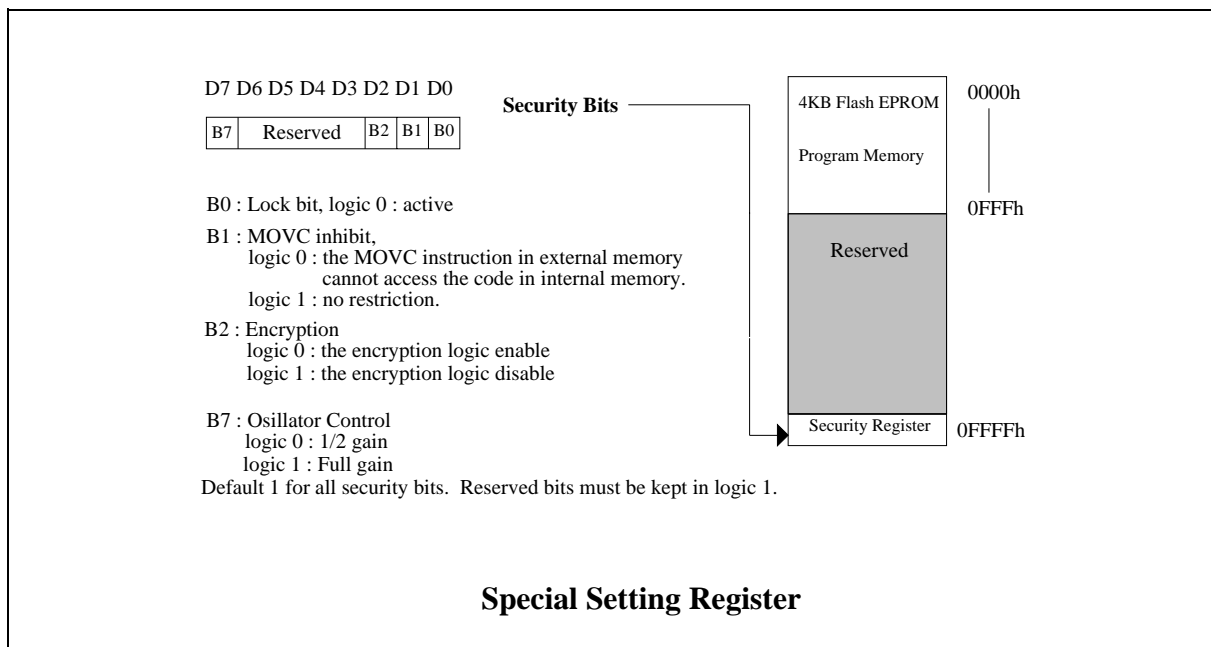 D7 D6 D5 D4 D3 D2 D1 D0
B7 Reserved B2 B1 B0
Security Bits
4KB Flash EPROM
Program Memory
0000h
0FFFh
Reserved
Security Register
0FFFFh
B0 : Lock bit, logic 0 : active
B1 : MOVC inhibit,
logic 0 : the MOVC instruction in external memory
cannot access the code in internal memory.
logic 1 : no restriction.
B2 : Encryption
logic 0 : the encryption logic enable
logic 1 : the encryption logic disable
B7 : Osillator Control
logic 0 : 1/2 gain
logic 1 : Full gain
Default 1 for all security bits. Reserved bits must be kept in logic 1.
Special Setting Register